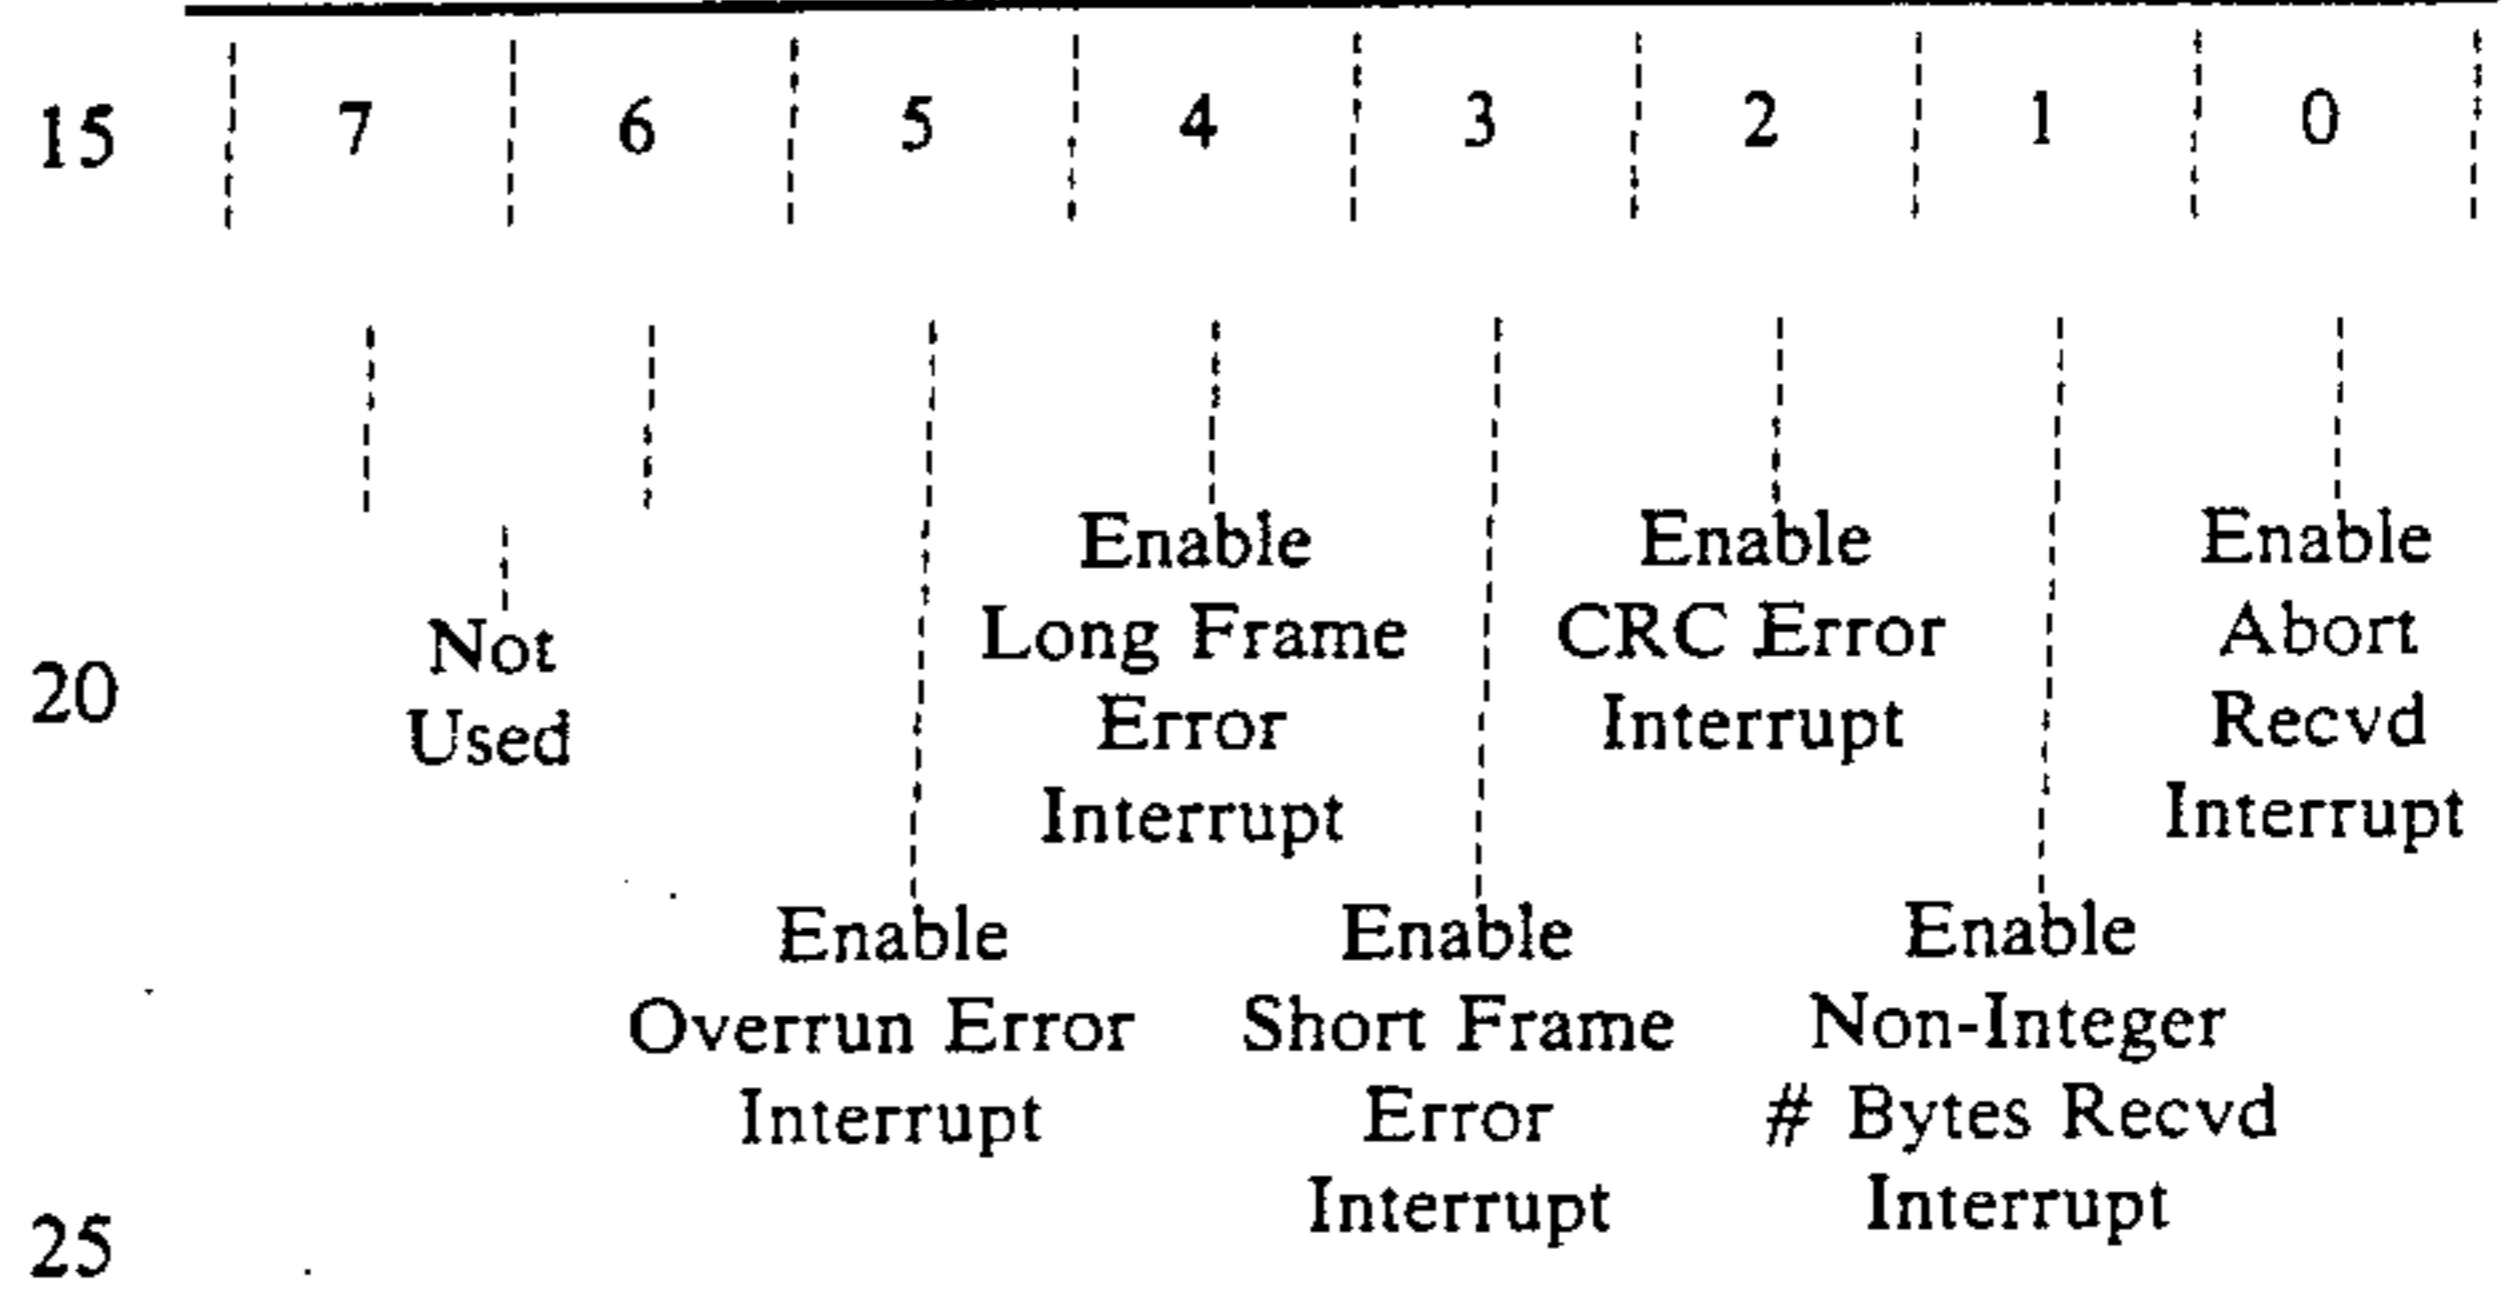 15 7 6 5 4 3 2 1 0
Enable Enable Enable
Long Frame CRC Error Abort
20 Not Error Interrupt Recvd
Used Interrupt Interrupt
Enable Enable Enable
Overrun Error Short Frame Non-Integer
Interrupt Error # Bytes Recvd
Interrupt Interrupt
25